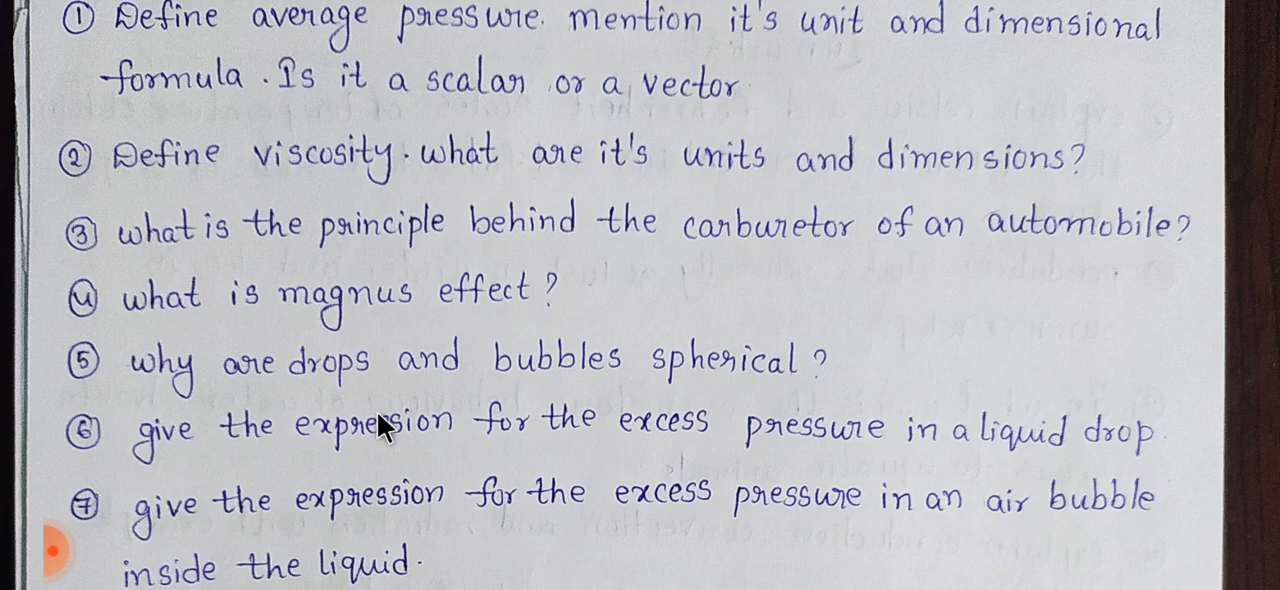 ① Define average pressure. mention it's unit and dimensional
formula. Is it a scalar or a vector
② Define viscosity. what are it's units and dimensions?
③ what is the principle behind the carburetor of an automobile?
④ what is magnus effect?
⑤ why are drops and bubbles spherical?
⑥ give the expression for the excess pressure in a liquid drop.
⑦ give the expression for the excess pressure in an air bubble
inside the liquid.